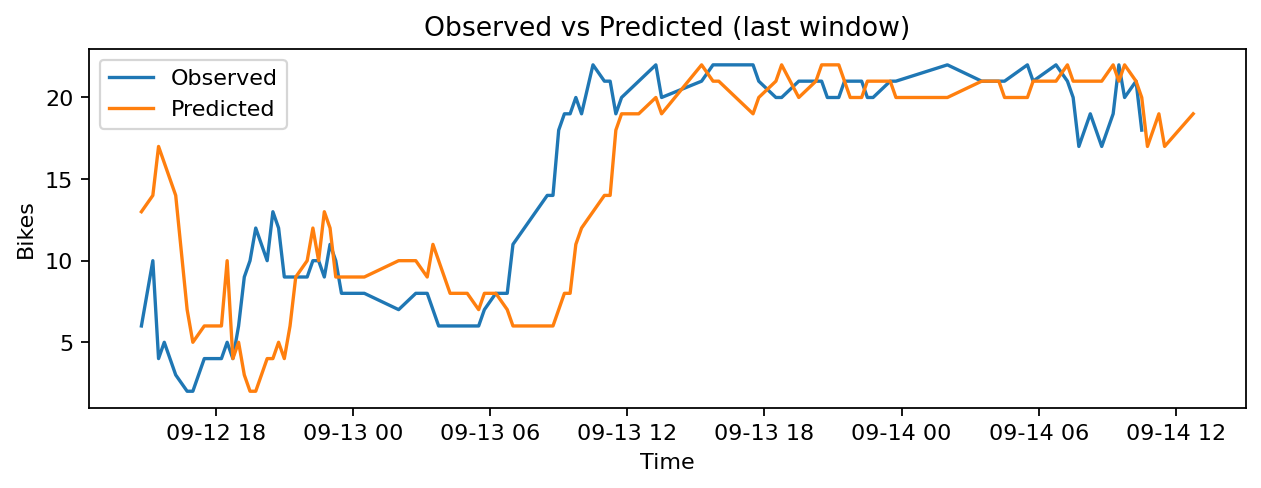 Observed vs Predicted (last window)
Observed
Predicted
20
15
10
5
Bikes
09-12 18
09-13 00
09-13 06
09-13 12
09-13 18
09-14 00
09-14 06
09-14 12
Time